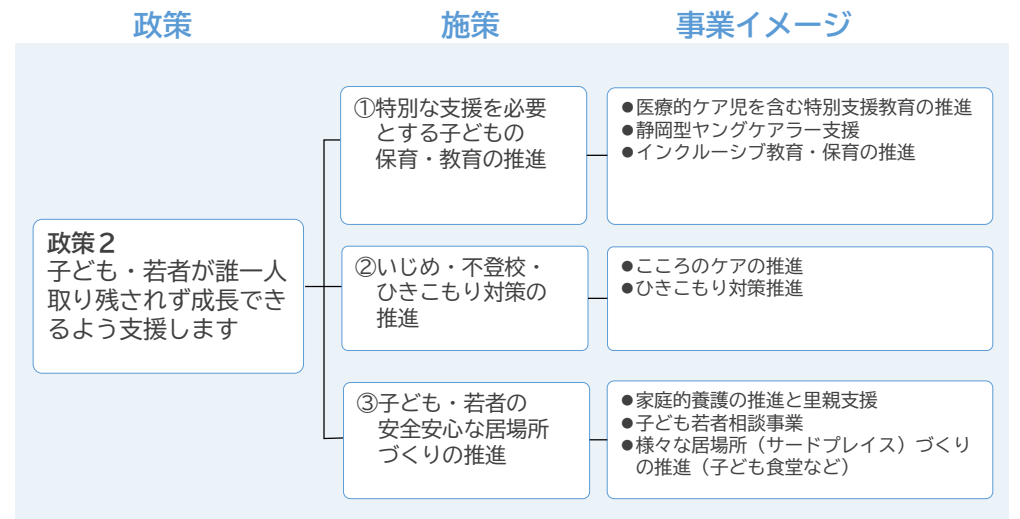 政策
施策
事業イメージ
政策２
子ども・若者が誰一人
取り残されず成長でき
るよう支援します
①特別な支援を必要
とする子どもの
保育・教育の推進
●医療的ケア児を含む特別支援教育の推進
●静岡型ヤングケアラー支援
●インクルーシブ教育・保育の推進
②いじめ・不登校・
ひきこもり対策の
推進
●こころのケアの推進
●ひきこもり対策推進
③子ども・若者の
安全安心な居場所
づくりの推進
●家庭的養護の推進と里親支援
●子ども若者相談事業
●様々な居場所（サードプレイス）づくり
の推進（子ども食堂など）